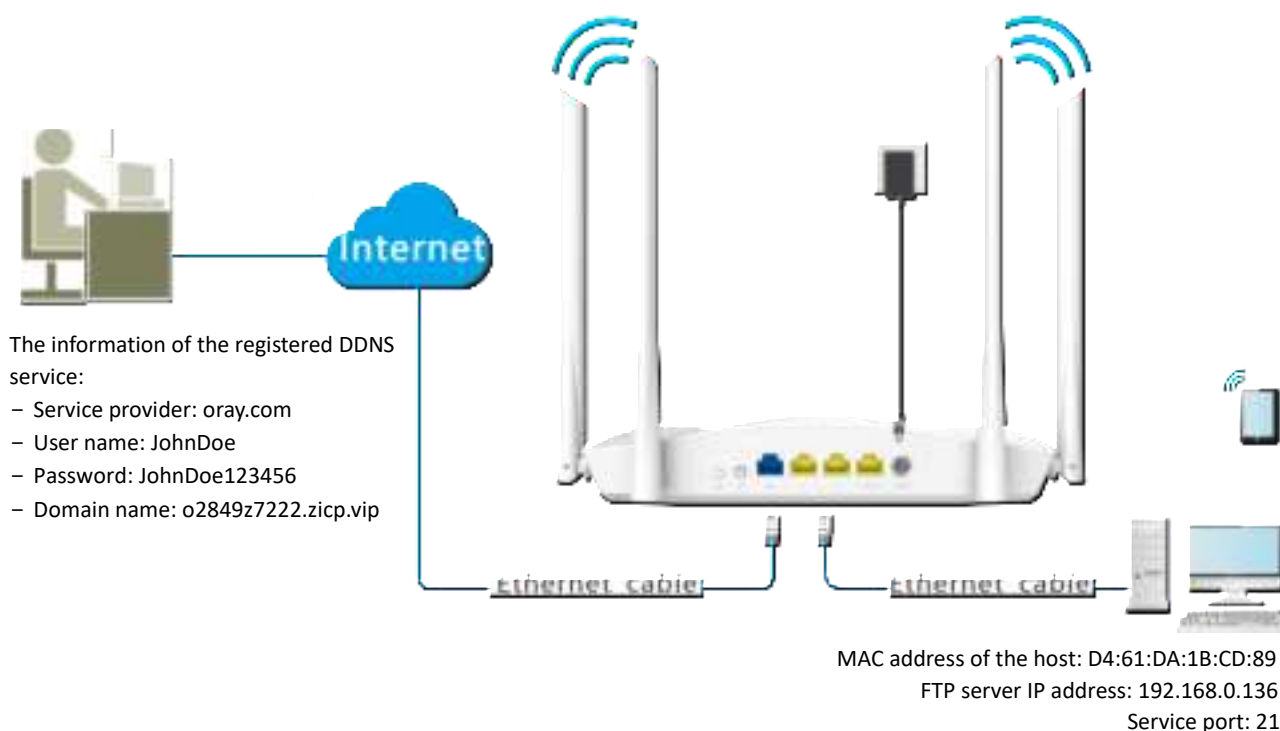 Internet
The information of the registered DDNS
service:
– Service provider: oray.com
– User name: JohnDoe
– Password: JohnDoe123456
– Domain name: o2849z7222.zicp.vip
Ethernet cable
Ethernet cable
MAC address of the host: D4:61:DA:1B:CD:89
FTP server IP address: 192.168.0.136
Service port: 21